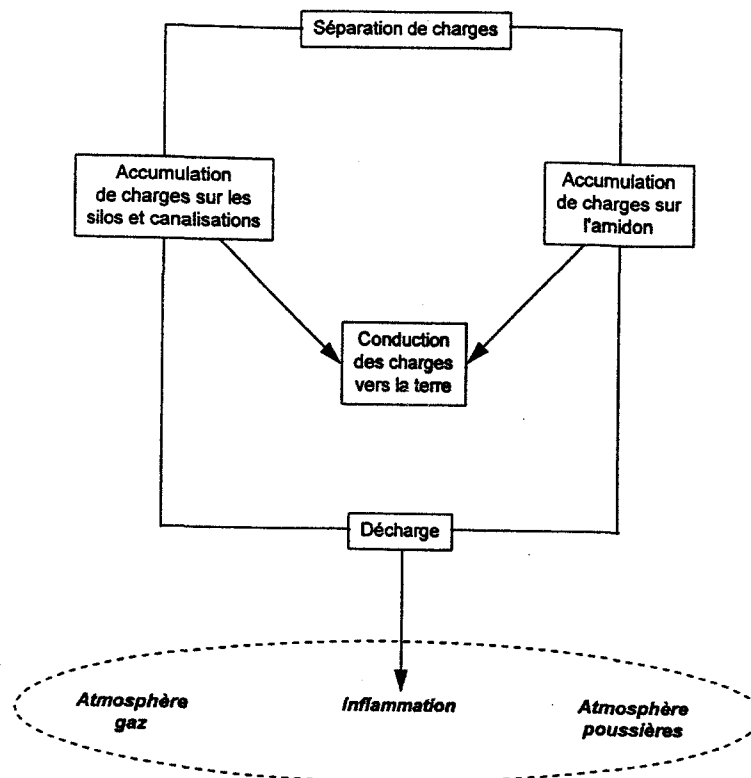 Séparation de charges
Accumulation
de charges sur les
silos et canalisations
Accumulation
de charges sur
l'amidon
Conduction
des charges
vers la terre
Décharge
Atmosphère
gaz
Inflammation
Atmosphère
poussières